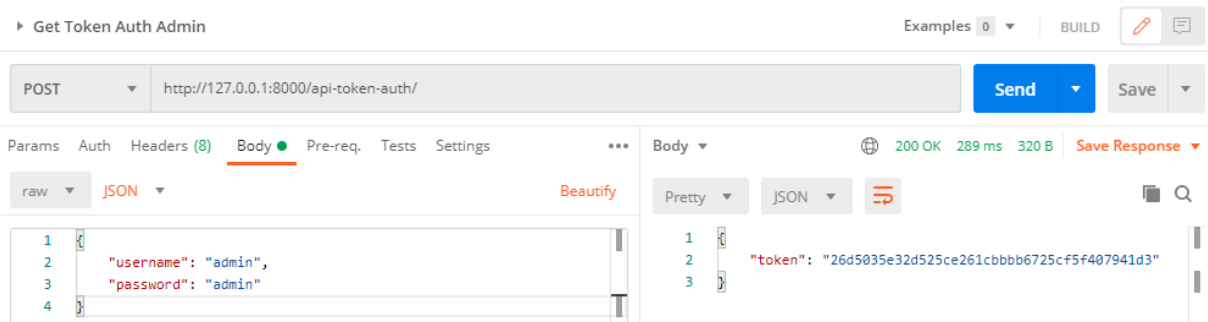 Get Token Auth Admin
Examples 0
BUILD
POST
http://127.0.0.1:8000/api-token-auth/
Send
Save
Params Auth Headers (8) Body Pre-req. Tests Settings
raw JSON
Beautify
1 {
2 "username": "admin",
3 "password": "admin"
4 }
Body
200 OK 289 ms 320 B Save Response
Pretty JSON
1 {
2 "token": "26d5035e32d525ce261cbbbb6725cf5f407941d3"
3 }